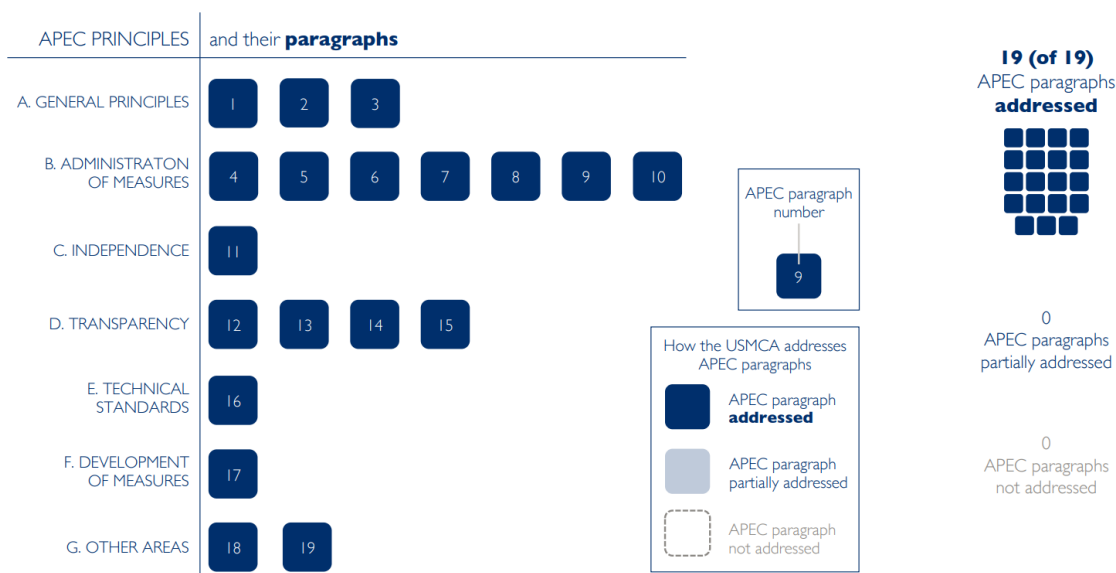 APEC PRINCIPLES
and their paragraphs
A. GENERAL PRINCIPLES
1
2
3
B. ADMINISTRATON
OF MEASURES
4
5
6
7
8
9
10
C. INDEPENDENCE
11
D. TRANSPARENCY
12
13
14
15
E. TECHNICAL
STANDARDS
16
F. DEVELOPMENT
OF MEASURES
17
G. OTHER AREAS
18
19
APEC paragraph
number
9
How the USMCA addresses
APEC paragraphs
APEC paragraph
addressed
APEC paragraph
partially addressed
APEC paragraph
not addressed
19 (of 19)
APEC paragraphs
addressed
0
APEC paragraphs
partially addressed
0
APEC paragraphs
not addressed